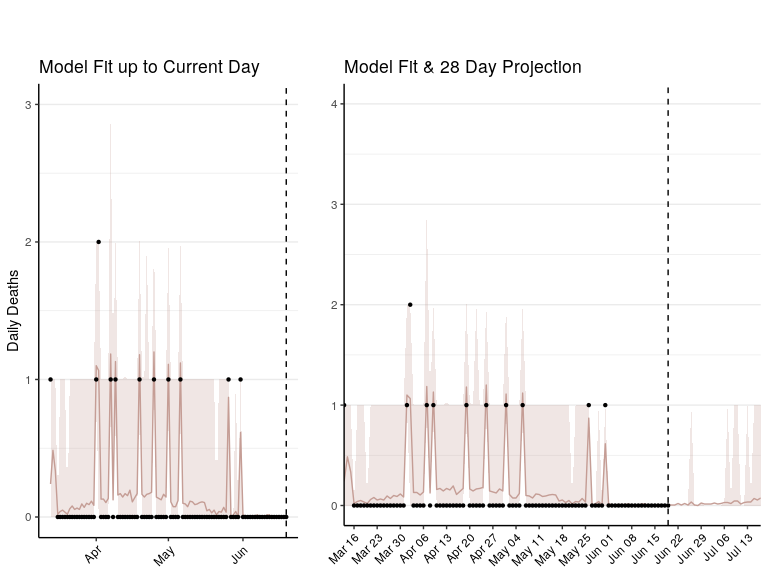 Model Fit up to Current Day
Daily Deaths
3
2
1
0
Apr
May
Jun
Model Fit & 28 Day Projection
4
3
2
1
0
Mar 16
Mar 23
Mar 30
Apr 06
Apr 13
Apr 20
Apr 27
May 04
May 11
May 18
May 25
Jun 01
Jun 08
Jun 15
Jun 22
Jun 29
Jul 06
Jul 13